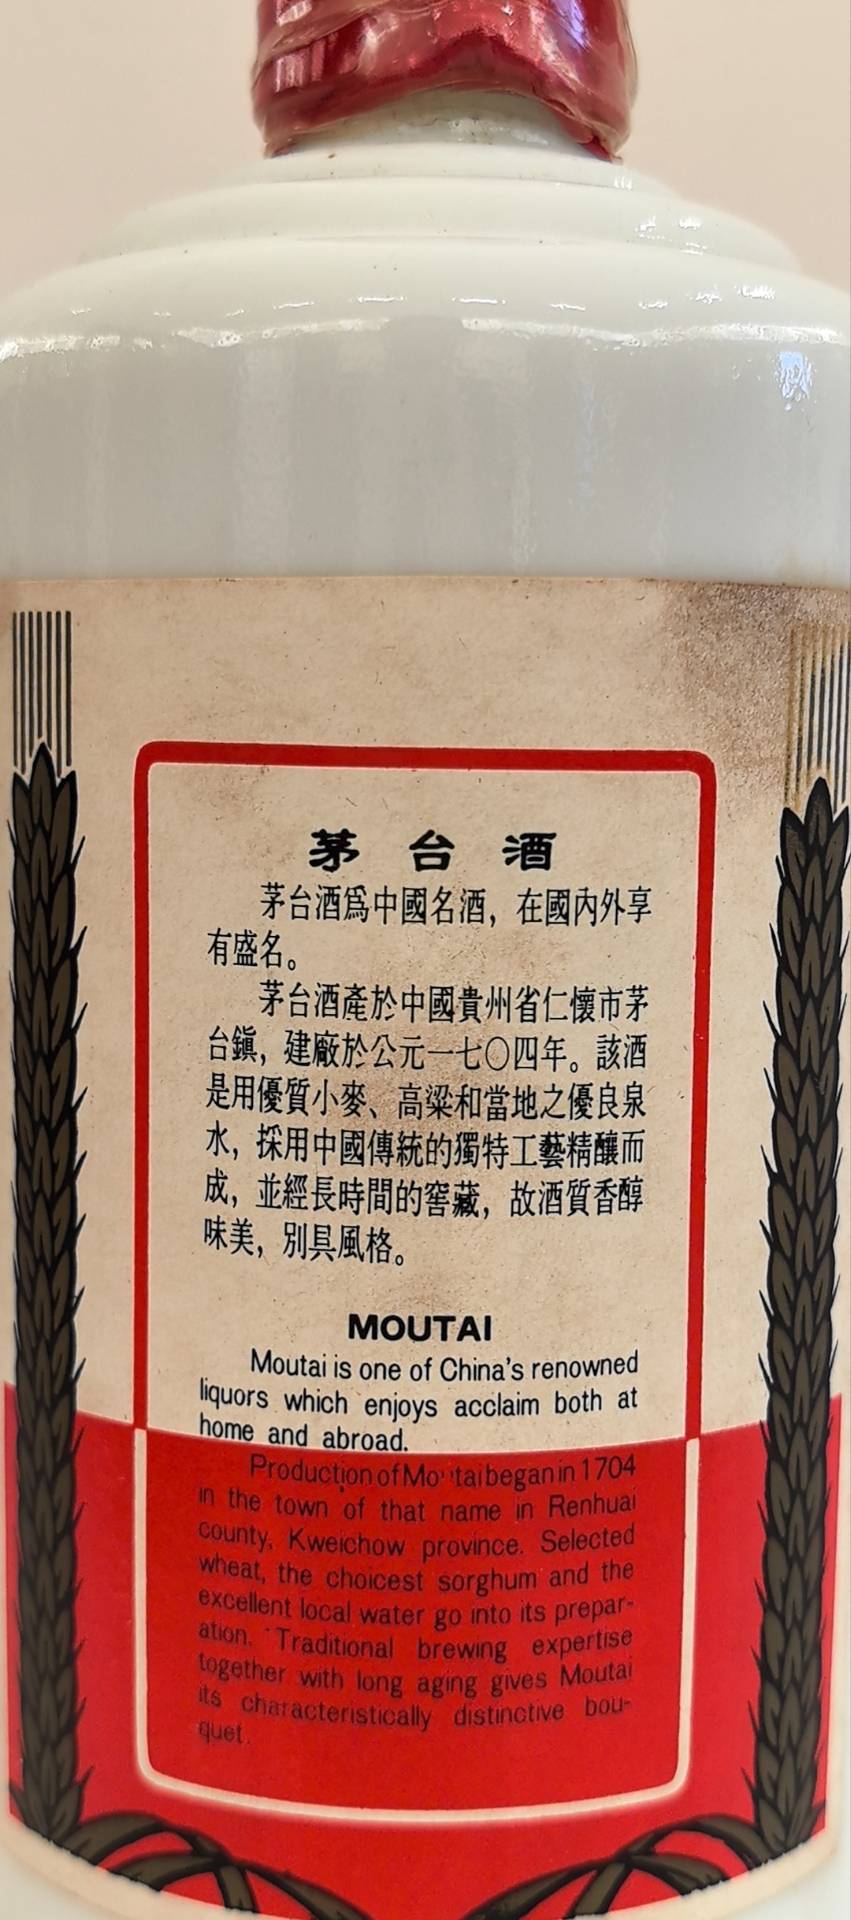 茅台酒
茅台酒爲中國名酒，在國內外享
有盛名。
茅台酒產於中國貴州省仁懷市茅
台鎭，建廠於公元一七〇四年。該酒
是用優質小麥、高粱和當地之優良泉
水，採用中國傳統的獨特工藝精釀而
成，並經長時間的窖藏，故酒質香醇
味美，別具風格。
MOUTAI
Moutai is one of China's renowned
liquors which enjoys acclaim both at
home and abroad.
Production of Moutai began in 1704
in the town of that name in Renhuai
county, Kweichow province. Selected
wheat, the choicest sorghum and the
excellent local water go into its prepar-
ation. Traditional brewing expertise
together with long aging gives Moutai
its characteristically distinctive bou-
quet.